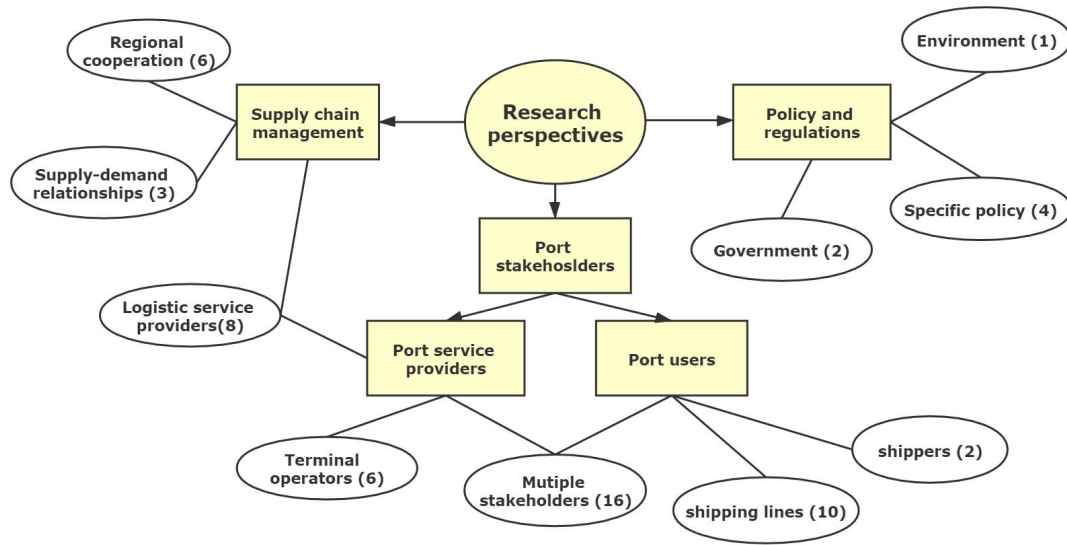 Regional
cooperation (6)
Environment (1)
Supply chain
management
Research
perspectives
Policy and
regulations
Supply-demand
relationships (3)
Specific policy (4)
Port
stakehoslders
Government (2)
Logistic service
providers(8)
Port service
providers
Port users
Terminal
operators (6)
Mutiple
stakeholders (16)
shipping lines (10)
shippers (2)